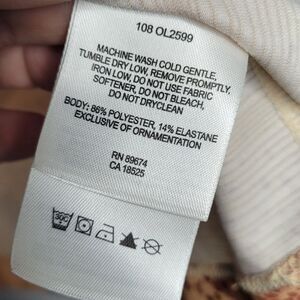 108 OL2599
MACHINE WASH COLD GENTLE,
TUMBLE DRY LOW, REMOVE PROMPTLY,
IRON LOW, DO NOT USE FABRIC
SOFTENER, DO NOT BLEACH,
DO NOT DRYCLEAN
BODY: 86% POLYESTER, 14% ELASTANE
EXCLUSIVE OF ORNAMENTATION
RN 89674
CA 18525
30C